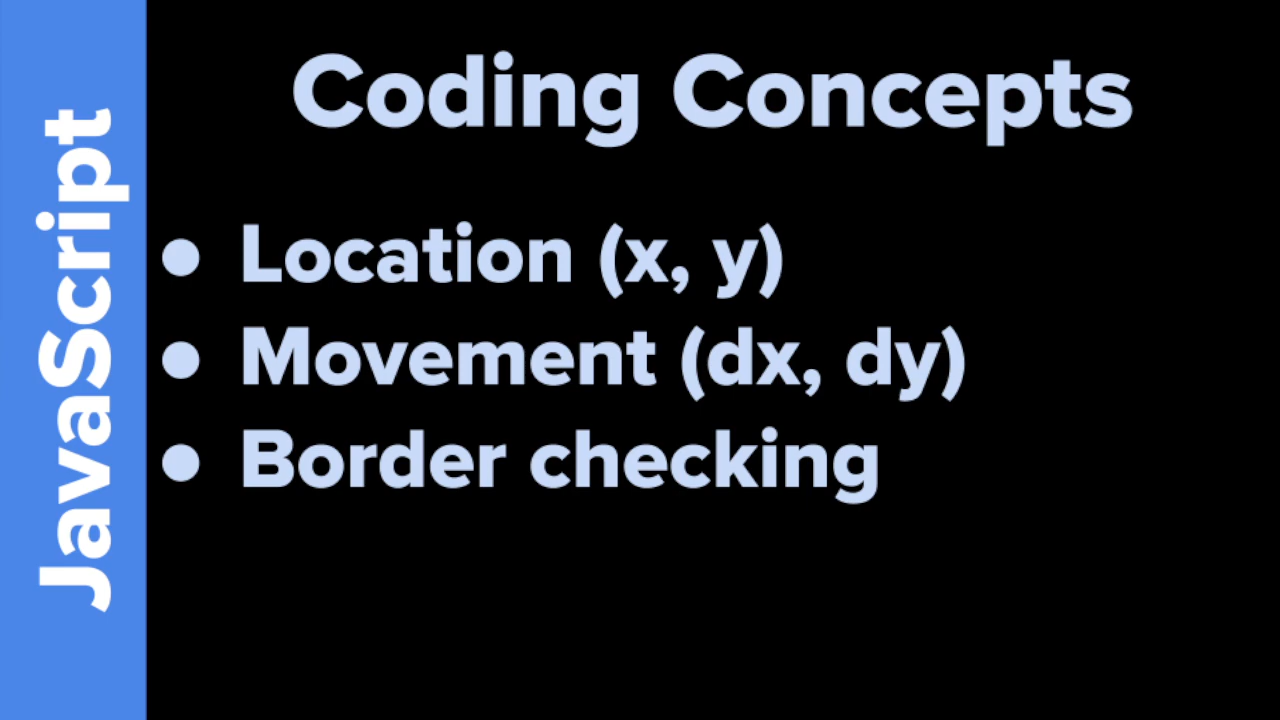 JavaScript
Coding Concepts
● Location (x, y)
● Movement (dx, dy)
● Border checking